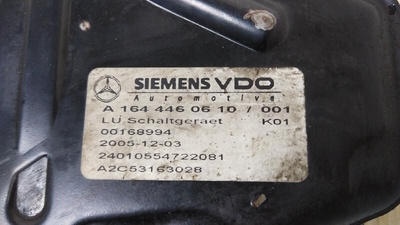 SIEMENS VDO
Automotive
A 164 446 06 10 / 001
LU Schaltgeraet K01
00168994
2005-12-03
24010554722081
A2C53163028